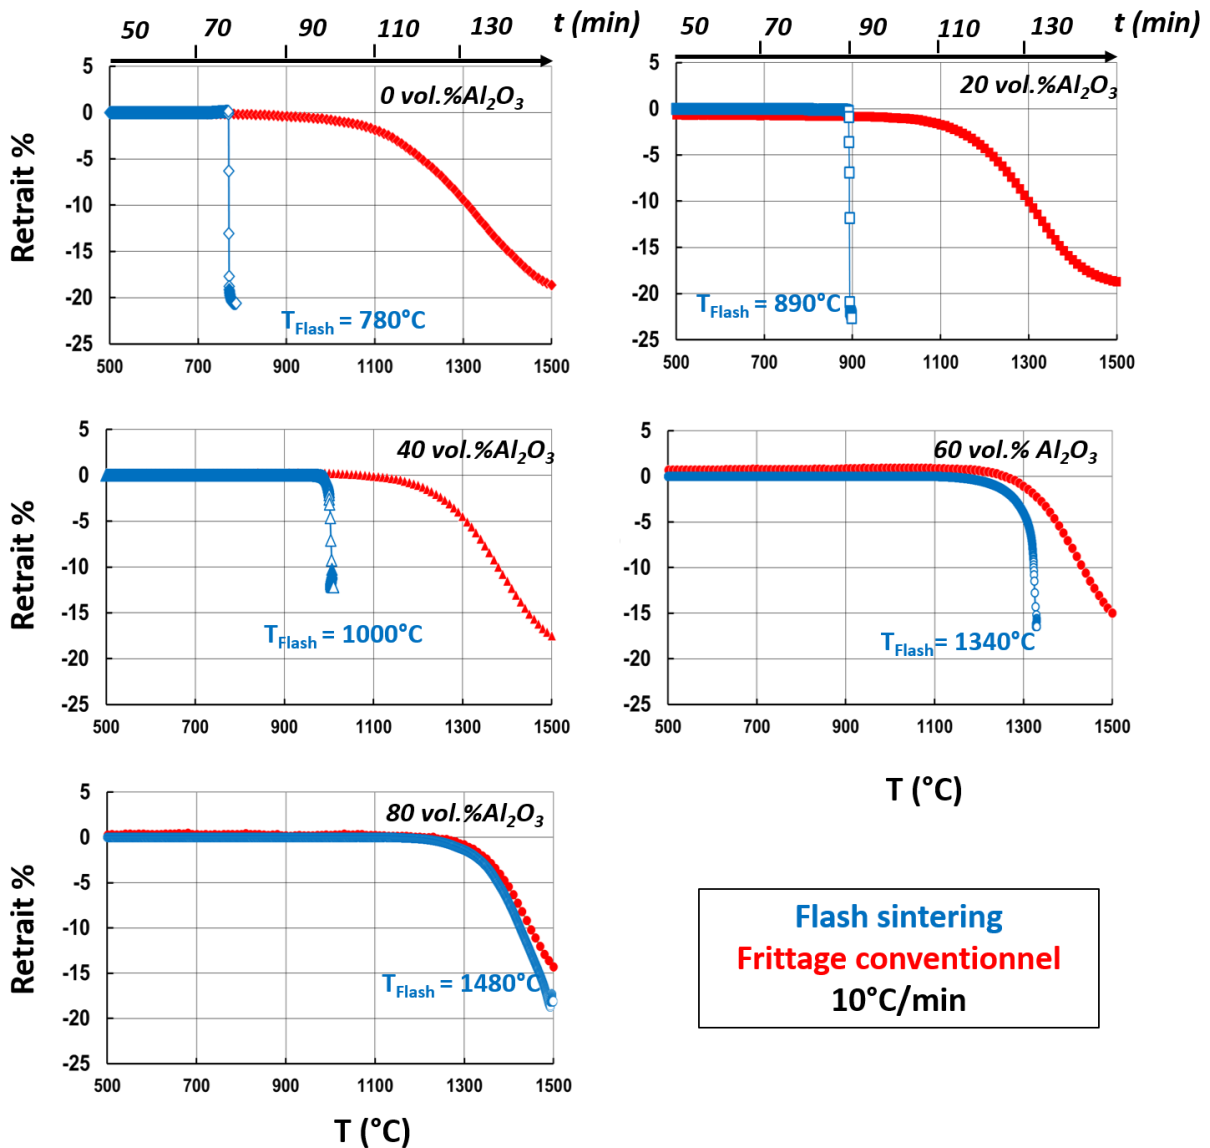 50 70 90 110 130 t (min)
50 70 90 110 130 t (min)
0 vol.%Al₂O₃
Retrait %
5
0
-5
-10
-15
-20
-25
T_Flash = 780°C
500 700 900 1100 1300 1500
20 vol.%Al₂O₃
5
0
-5
-10
-15
-20
-25
T_Flash = 890°C
500 700 900 1100 1300 1500
40 vol.%Al₂O₃
Retrait %
5
0
-5
-10
-15
-20
-25
T_Flash = 1000°C
500 700 900 1100 1300 1500
60 vol.% Al₂O₃
5
0
-5
-10
-15
-20
-25
T_Flash = 1340°C
500 700 900 1100 1300 1500
T (°C)
80 vol.%Al₂O₃
Retrait %
5
0
-5
-10
-15
-20
-25
T_Flash = 1480°C
500 700 900 1100 1300 1500
T (°C)
Flash sintering
Frittage conventionnel
10°C/min